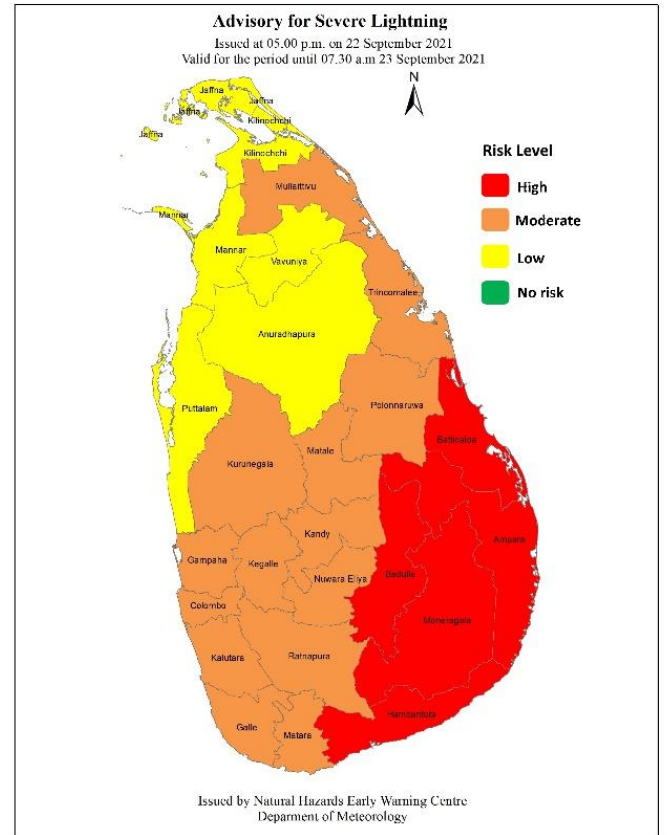 Advisory for Severe Lightning
Issued at 05.00 p.m. on 22 September 2021
Valid for the period until 07.30 a.m 23 September 2021
N
Jaffna
Jaffna
Jaffna
Jaffna
Kilinochchi
Kilinochchi
Mullaittivu
Mannar
Mannar
Vavuniya
Trincomalee
Anuradhapura
Puttalam
Polonnaruwa
Batticaloa
Kurunegala
Matale
Kandy
Ampara
Gampaha
Kegalle
Nuwara Eliya
Badulla
Colombo
Moneragala
Kalutara
Ratnapura
Hambantota
Galle
Matara
Risk Level
High
Moderate
Low
No risk
Issued by Natural Hazards Early Warning Centre
Deparment of Meteorology